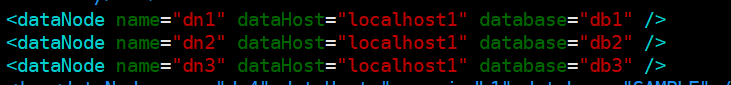 <dataNode name="dn1" dataHost="localhost1" database="db1" />
<dataNode name="dn2" dataHost="localhost1" database="db2" />
<dataNode name="dn3" dataHost="localhost1" database="db3" />